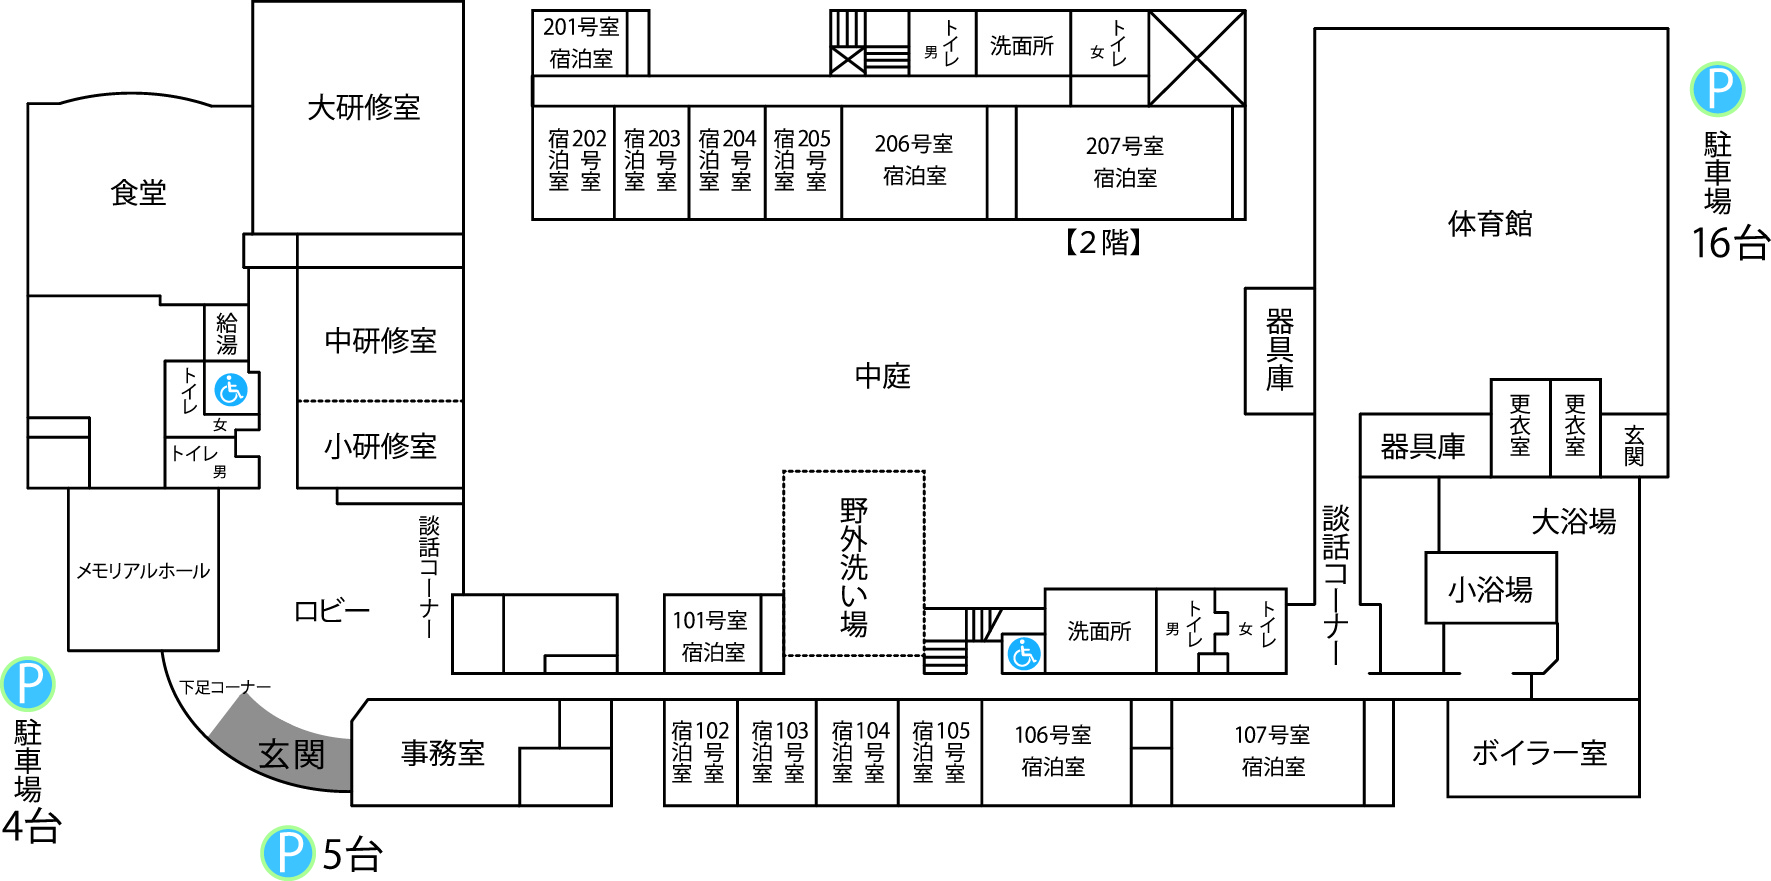 201号室
宿泊室
トイレ
男
洗面所
トイレ
女
202号室
宿泊室
203号室
宿泊室
204号室
宿泊室
205号室
宿泊室
206号室
宿泊室
207号室
宿泊室
【2階】
大研修室
食堂
給湯
中研修室
トイレ
女
トイレ
男
小研修室
メモリアルホール
ロビー
談話コーナー
下足コーナー
玄関
事務室
中庭
野外洗い場
101号室
宿泊室
洗面所
トイレ
男
トイレ
女
102号室
宿泊室
103号室
宿泊室
104号室
宿泊室
105号室
宿泊室
106号室
宿泊室
107号室
宿泊室
体育館
器具庫
器具庫
更衣室
更衣室
玄関
談話コーナー
大浴場
小浴場
ボイラー室
P
駐車場
16台
P
駐車場
4台
P
5台